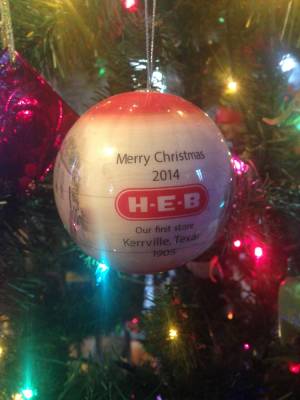 Merry Christmas
2014
H-E-B
Our first store
Kerrville, Texas
1905